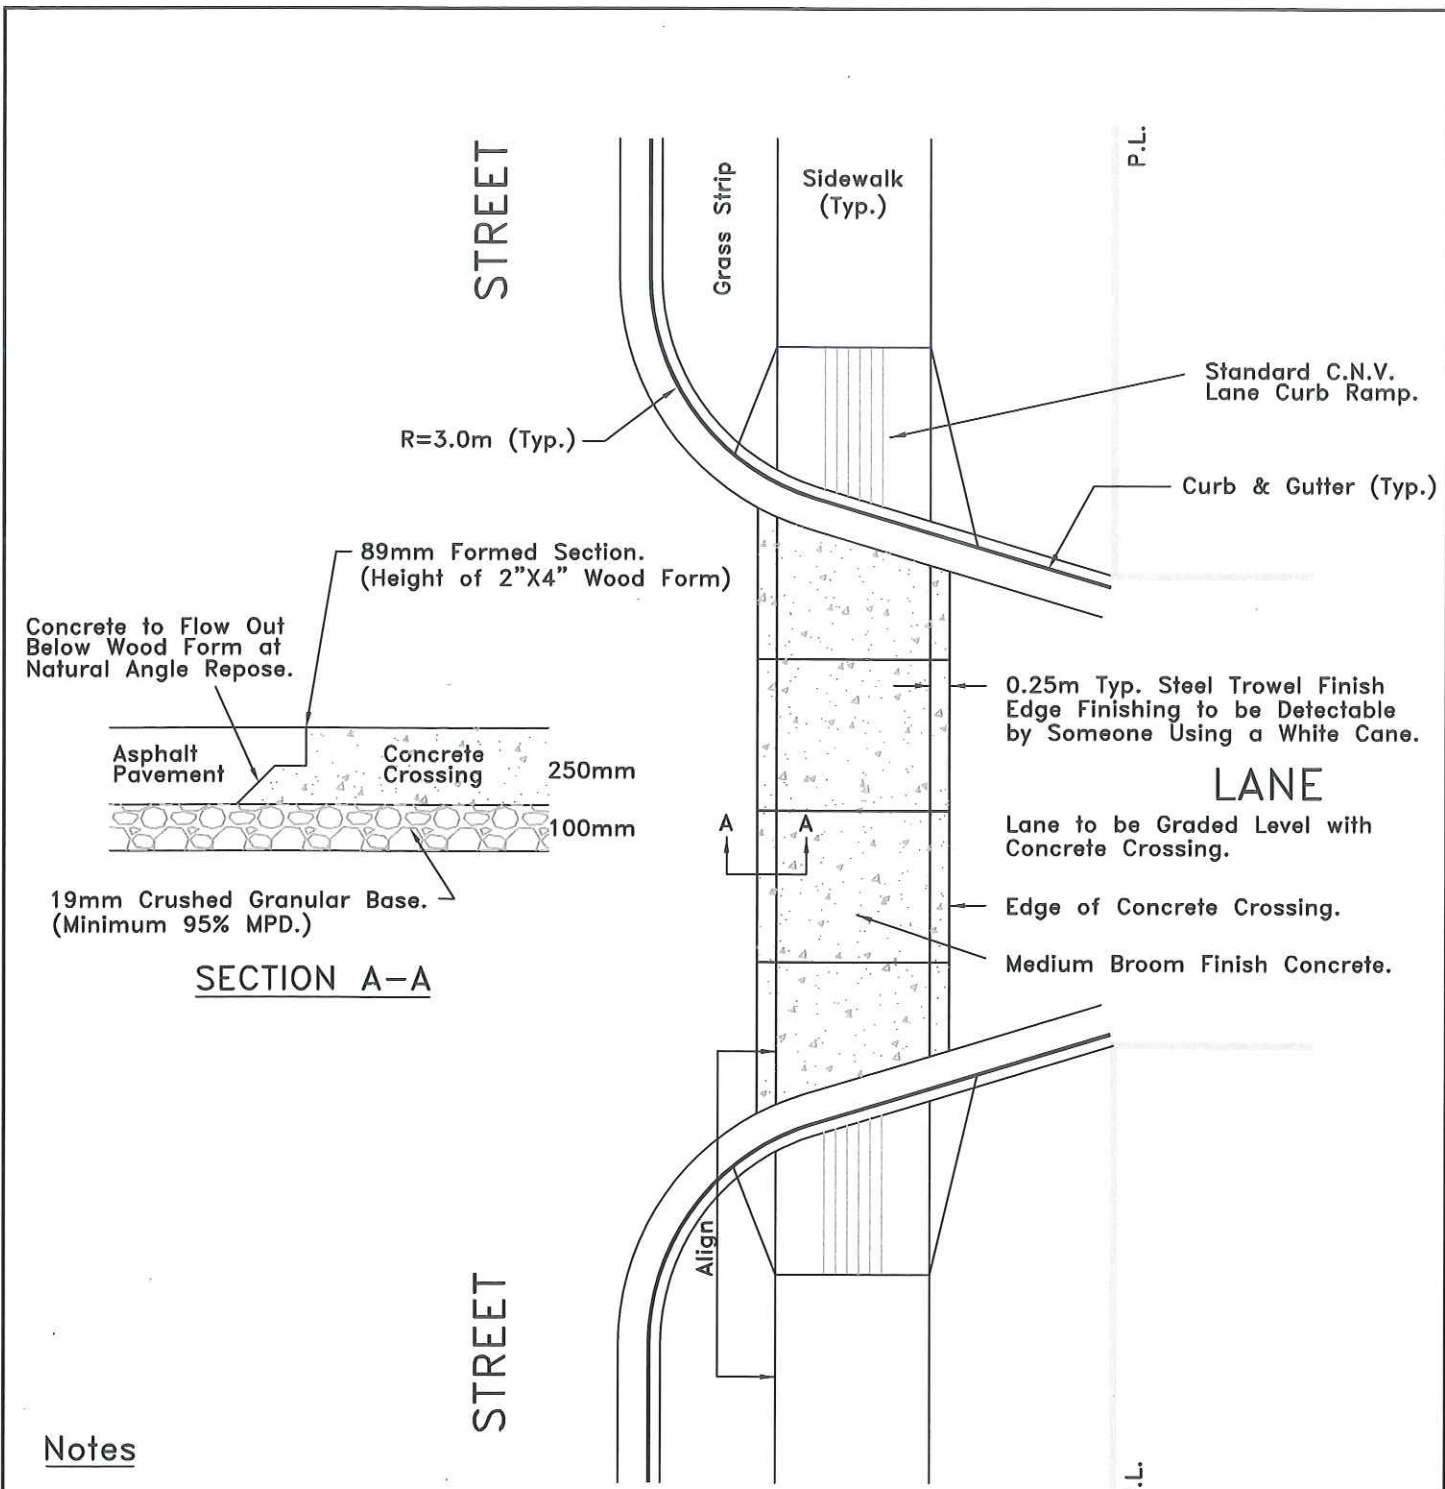 STREET
Grass Strip
Sidewalk
(Typ.)
P.L.
Standard C.N.V.
Lane Curb Ramp.
R=3.0m (Typ.)
Curb & Gutter (Typ.)
89mm Formed Section.
(Height of 2"X4" Wood Form)
Concrete to Flow Out
Below Wood Form at
Natural Angle Repose.
Asphalt
Pavement
Concrete
Crossing
250mm
100mm
19mm Crushed Granular Base.
(Minimum 95% MPD.)
SECTION A-A
0.25m Typ. Steel Trowel Finish
Edge Finishing to be Detectable
by Someone Using a White Cane.
LANE
A
A
Lane to be Graded Level with
Concrete Crossing.
Edge of Concrete Crossing.
Medium Broom Finish Concrete.
Align
STREET
Notes
.L.